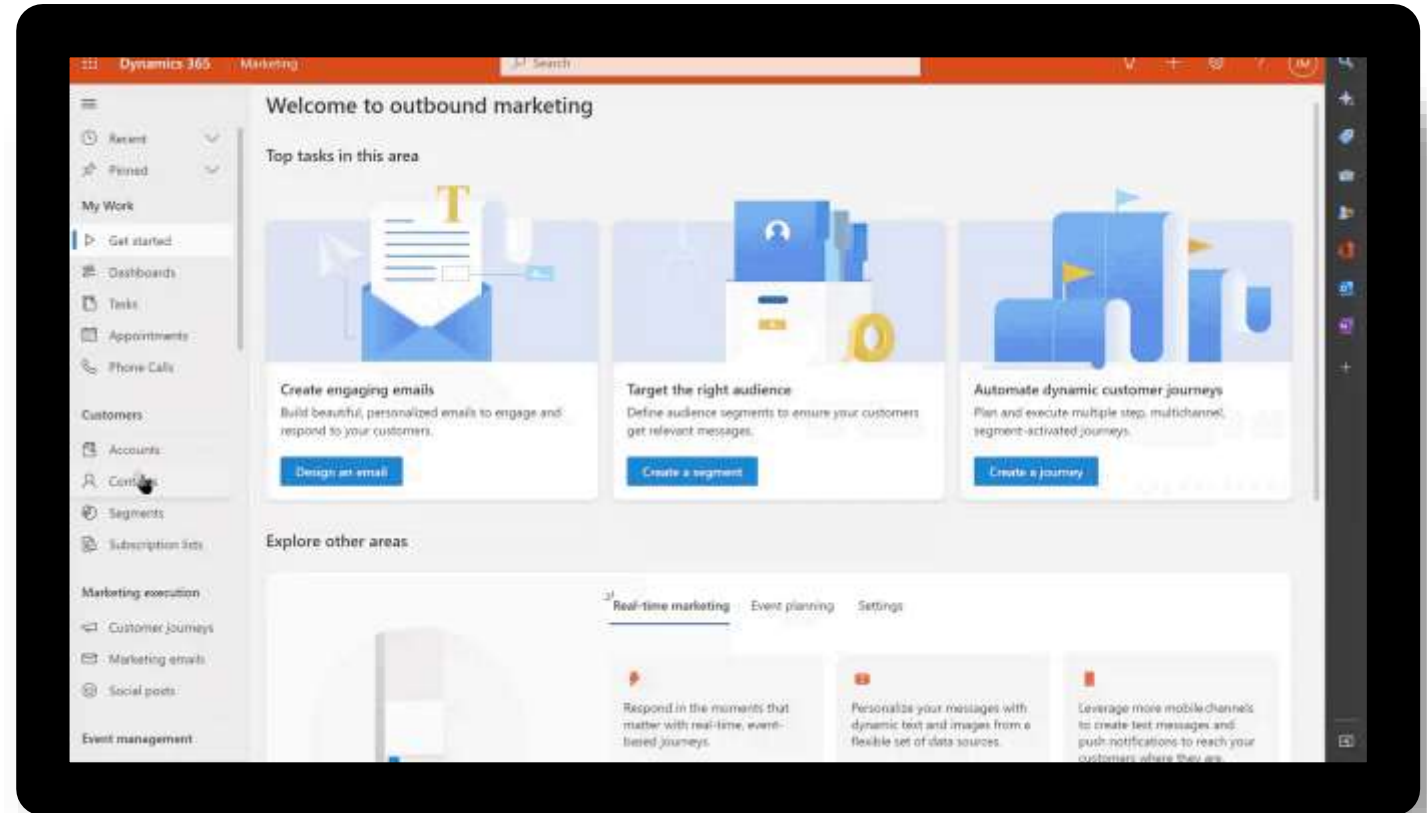 Dynamics 365 Marketing Search
Welcome to outbound marketing
Recent
Pinned
Top tasks in this area
My Work
Get started
Dashboards
Tasks
Appointments
Phone Calls
Customers
Accounts
Segments
Subscription lists
Marketing execution
Customer journeys
Marketing emails
Social posts
Event management
T
Create engaging emails
Build beautiful, personalized emails to engage and
respond to your customers.
Design an email
Target the right audience
Define audience segments to ensure your customers
get relevant messages.
Create a segment
Automate dynamic customer journeys
Plan and execute multiple step, multichannel,
segment-activated journeys.
Create a journey
Explore other areas
Real-time marketing Event planning Settings
Respond in the moments that
matter with real-time, event-
based journeys.
Personalize your messages with
dynamic text and images from a
flexible set of data sources.
Leverage more mobile channels
to create text messages and
push notifications to reach your
customers where they are.